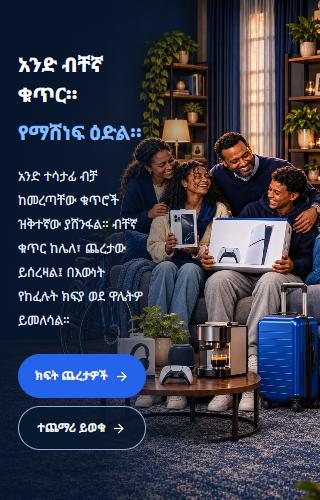 አንድ ብቸኛ
ቁጥር።
የማሸነፍ ዕድል።
አንድ ተሳታፊ ብቻ
ከመረጣቸው ቁጥሮች
ዝቅተኛው ያሸንፋል። ብቸኛ
ቁጥር ከሌለ፣ ጨረታው
ይሰረዛል፤ በእውነት
የከፈሉት ክፍያ ወደ ዋሌትዎ
ይመለሳል።
ክፍት ጨረታዎች →
ተጨማሪ ይወቁ →